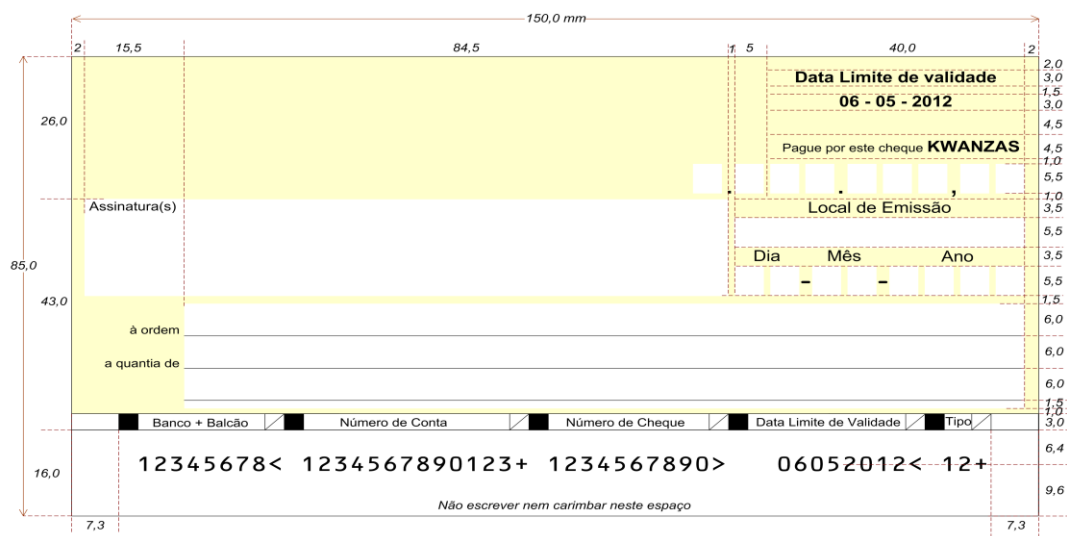 150,0 mm
2 15,5 84,5 1 5 40,0 2
2,0
Data Limite de validade 3,0
1,5
06 - 05 - 2012 3,0
26,0 4,5
Pague por este cheque KWANZAS 4,5
1,0
5,5
. . ,
1,0
Assinatura(s) Local de Emissão 3,5
5,5
85,0 Dia Mês Ano 3,5
- - 5,5
43,0 1,5
6,0
à ordem
6,0
a quantia de
6,0
1,5
1,0
Banco + Balcão Número de Conta Número de Cheque Data Limite de Validade Tipo 3,0
6,4
12345678< 1234567890123+ 1234567890> 06052012< 12+
16,0
9,6
Não escrever nem carimbar neste espaço
7,3 7,3